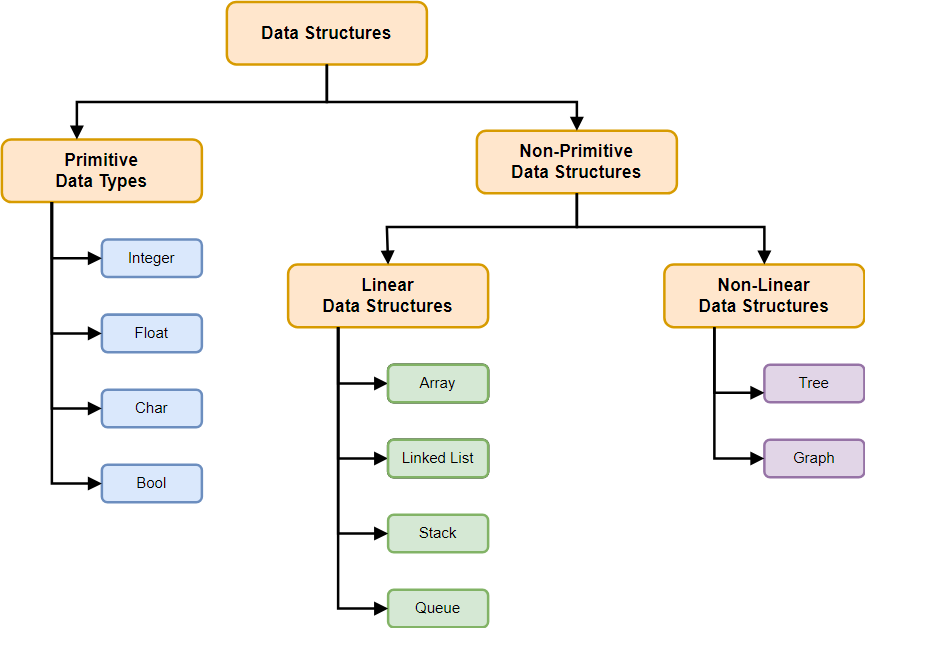 Data Structures
Primitive
Data Types
Integer
Float
Char
Bool
Non-Primitive
Data Structures
Linear
Data Structures
Array
Linked List
Stack
Queue
Non-Linear
Data Structures
Tree
Graph